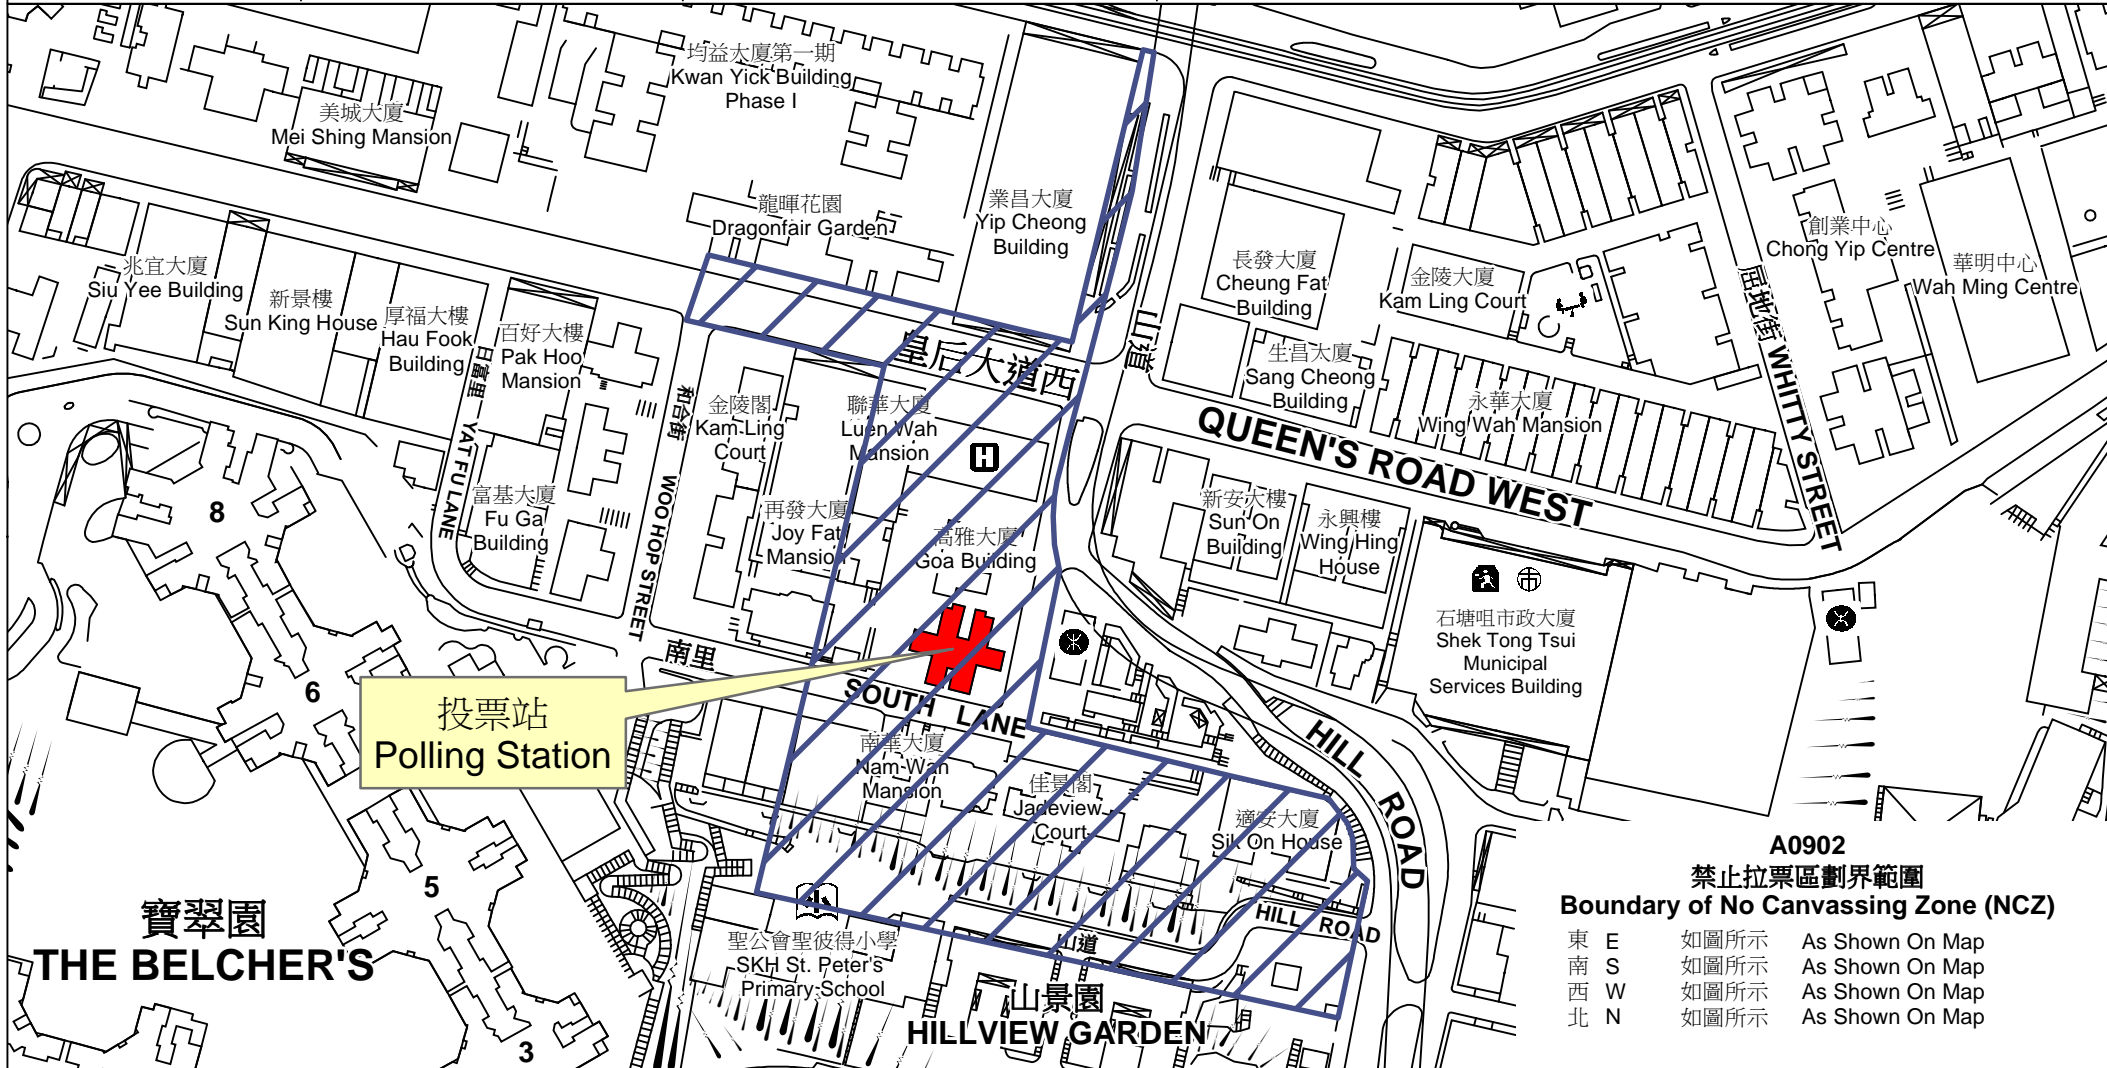 均益大廈第一期
Kwan Yick Building
Phase I
美城大廈
Mei Shing Mansion
龍暉花園
Dragonfair Garden
業昌大廈
Yip Cheong
Building
兆宜大廈
Siu Yee Building
新景樓
Sun King House
厚福大樓
Hau Fook
Building
百好大樓
Pak Hoo
Mansion
日富里 YAT FU LANE
富基大廈
Fu Ga
Building
和合街 WOO HOP STREET
金陵閣
Kam Ling
Court
聯華大廈
Luen Wah
Mansion
再發大廈
Joy Fat
Mansion
高雅大廈
Goa Building
皇后大道西
QUEEN'S ROAD WEST
山道
長發大廈
Cheung Fat
Building
金陵大廈
Kam Ling Court
生昌大廈
Sang Cheong
Building
永華大廈
Wing Wah Mansion
創業中心
Chong Yip Centre
華明中心
Wah Ming Centre
屈地街 WHITTY STREET
新安大樓
Sun On
Building
永興樓
Wing Hing
House
市
石塘咀市政大廈
Shek Tong Tsui
Municipal
Services Building
H
南里
SOUTH LANE
投票站
Polling Station
南華大廈
Nam Wah
Mansion
佳景閣
Jadeview
Court
適安大廈
Sik On House
HILL ROAD
山道
HILL ROAD
聖公會聖彼得小學
SKH St. Peter's
Primary School
山景園
HILLVIEW GARDEN
寶翠園
THE BELCHER'S
8
6
5
3
A0902
禁止拉票區劃界範圍
Boundary of No Canvassing Zone (NCZ)
東 E 如圖所示 As Shown On Map
南 S 如圖所示 As Shown On Map
西 W 如圖所示 As Shown On Map
北 N 如圖所示 As Shown On Map